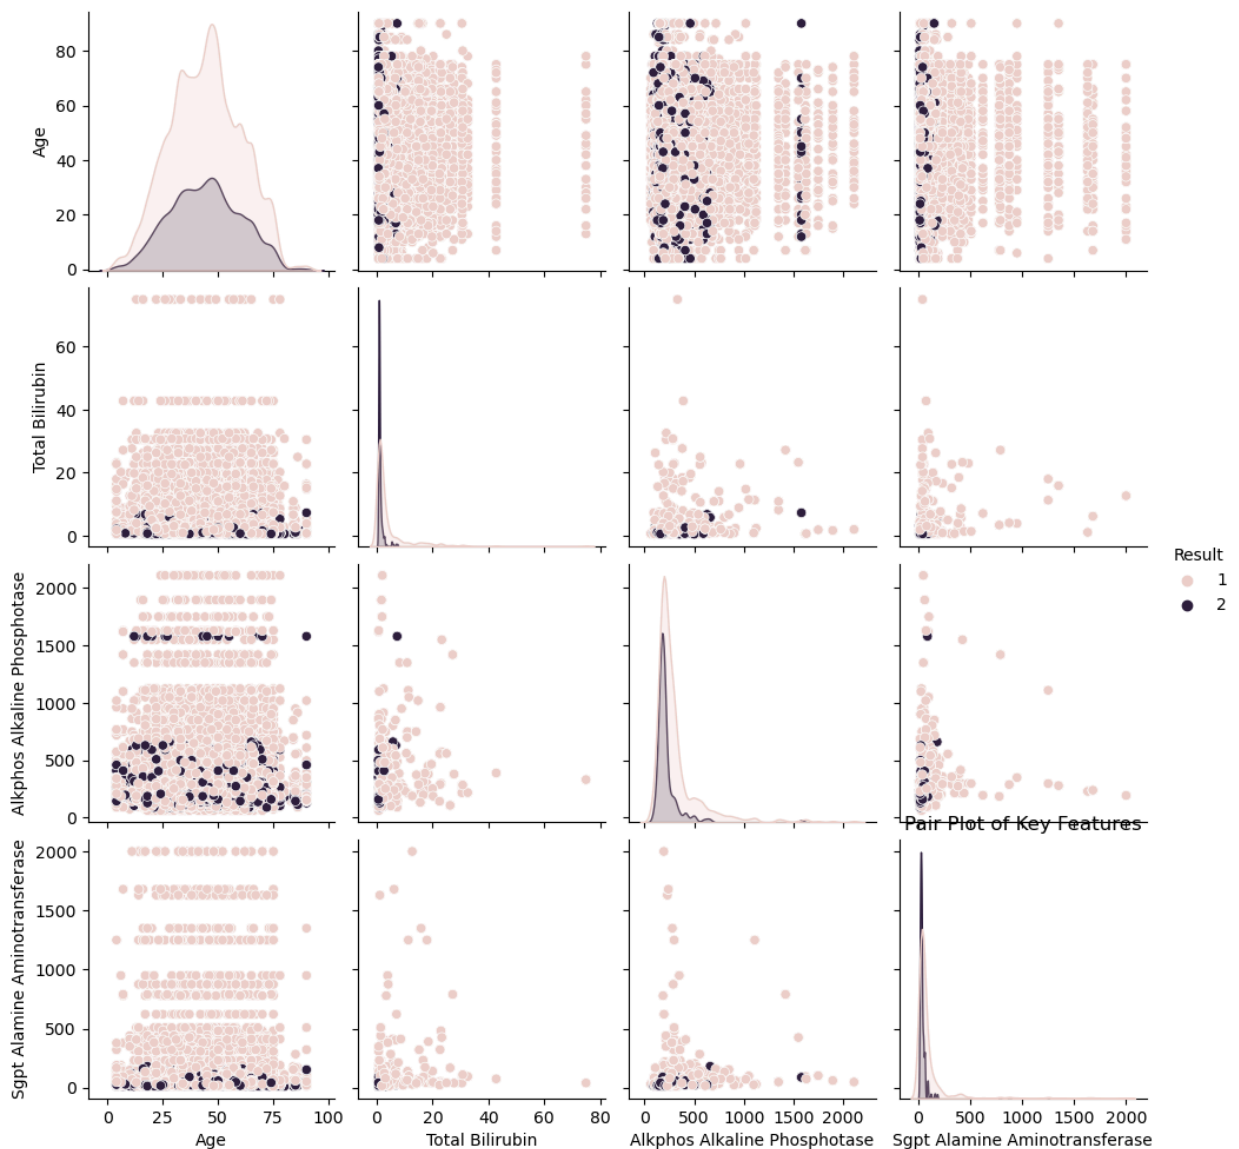 80
60
40
20
0
Age
60
40
20
0
Total Bilirubin
Result
1
2
2000
1500
1000
500
0
Alkphos Alkaline Phosphotase
Pair Plot of Key Features
2000
1500
1000
500
0
Sgpt Alamine Aminotransferase
0 25 50 75 100
0 20 40 60 80
0 500 1000 1500 2000
0 500 1000 1500 2000
Age
Total Bilirubin
Alkphos Alkaline Phosphotase
Sgpt Alamine Aminotransferase